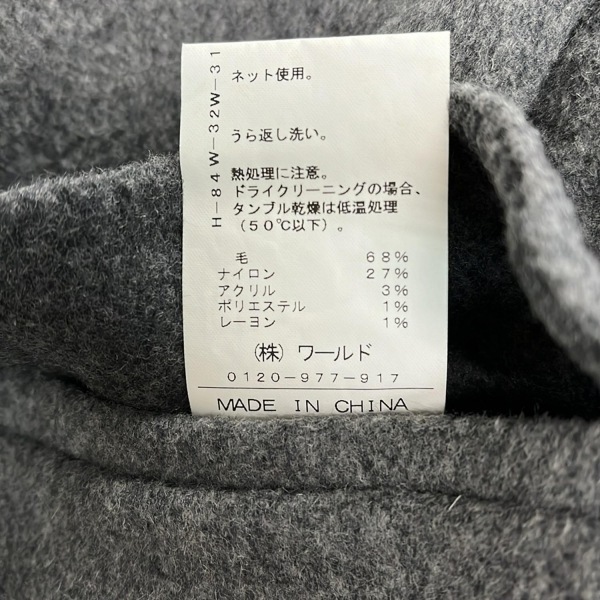 H-84W-32W-31
ネット使用。
うら返し洗い。
熱処理に注意。
ドライクリーニングの場合、
タンブル乾燥は低温処理
(50℃以下)。
毛 68%
ナイロン 27%
アクリル 3%
ポリエステル 1%
レーヨン 1%
(株) ワールド
0120-977-917
MADE IN CHINA